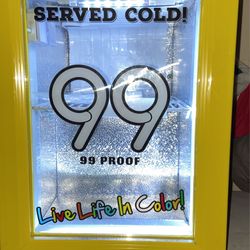 SERVED COLD!
99
99 PROOF
Live Life In Color!